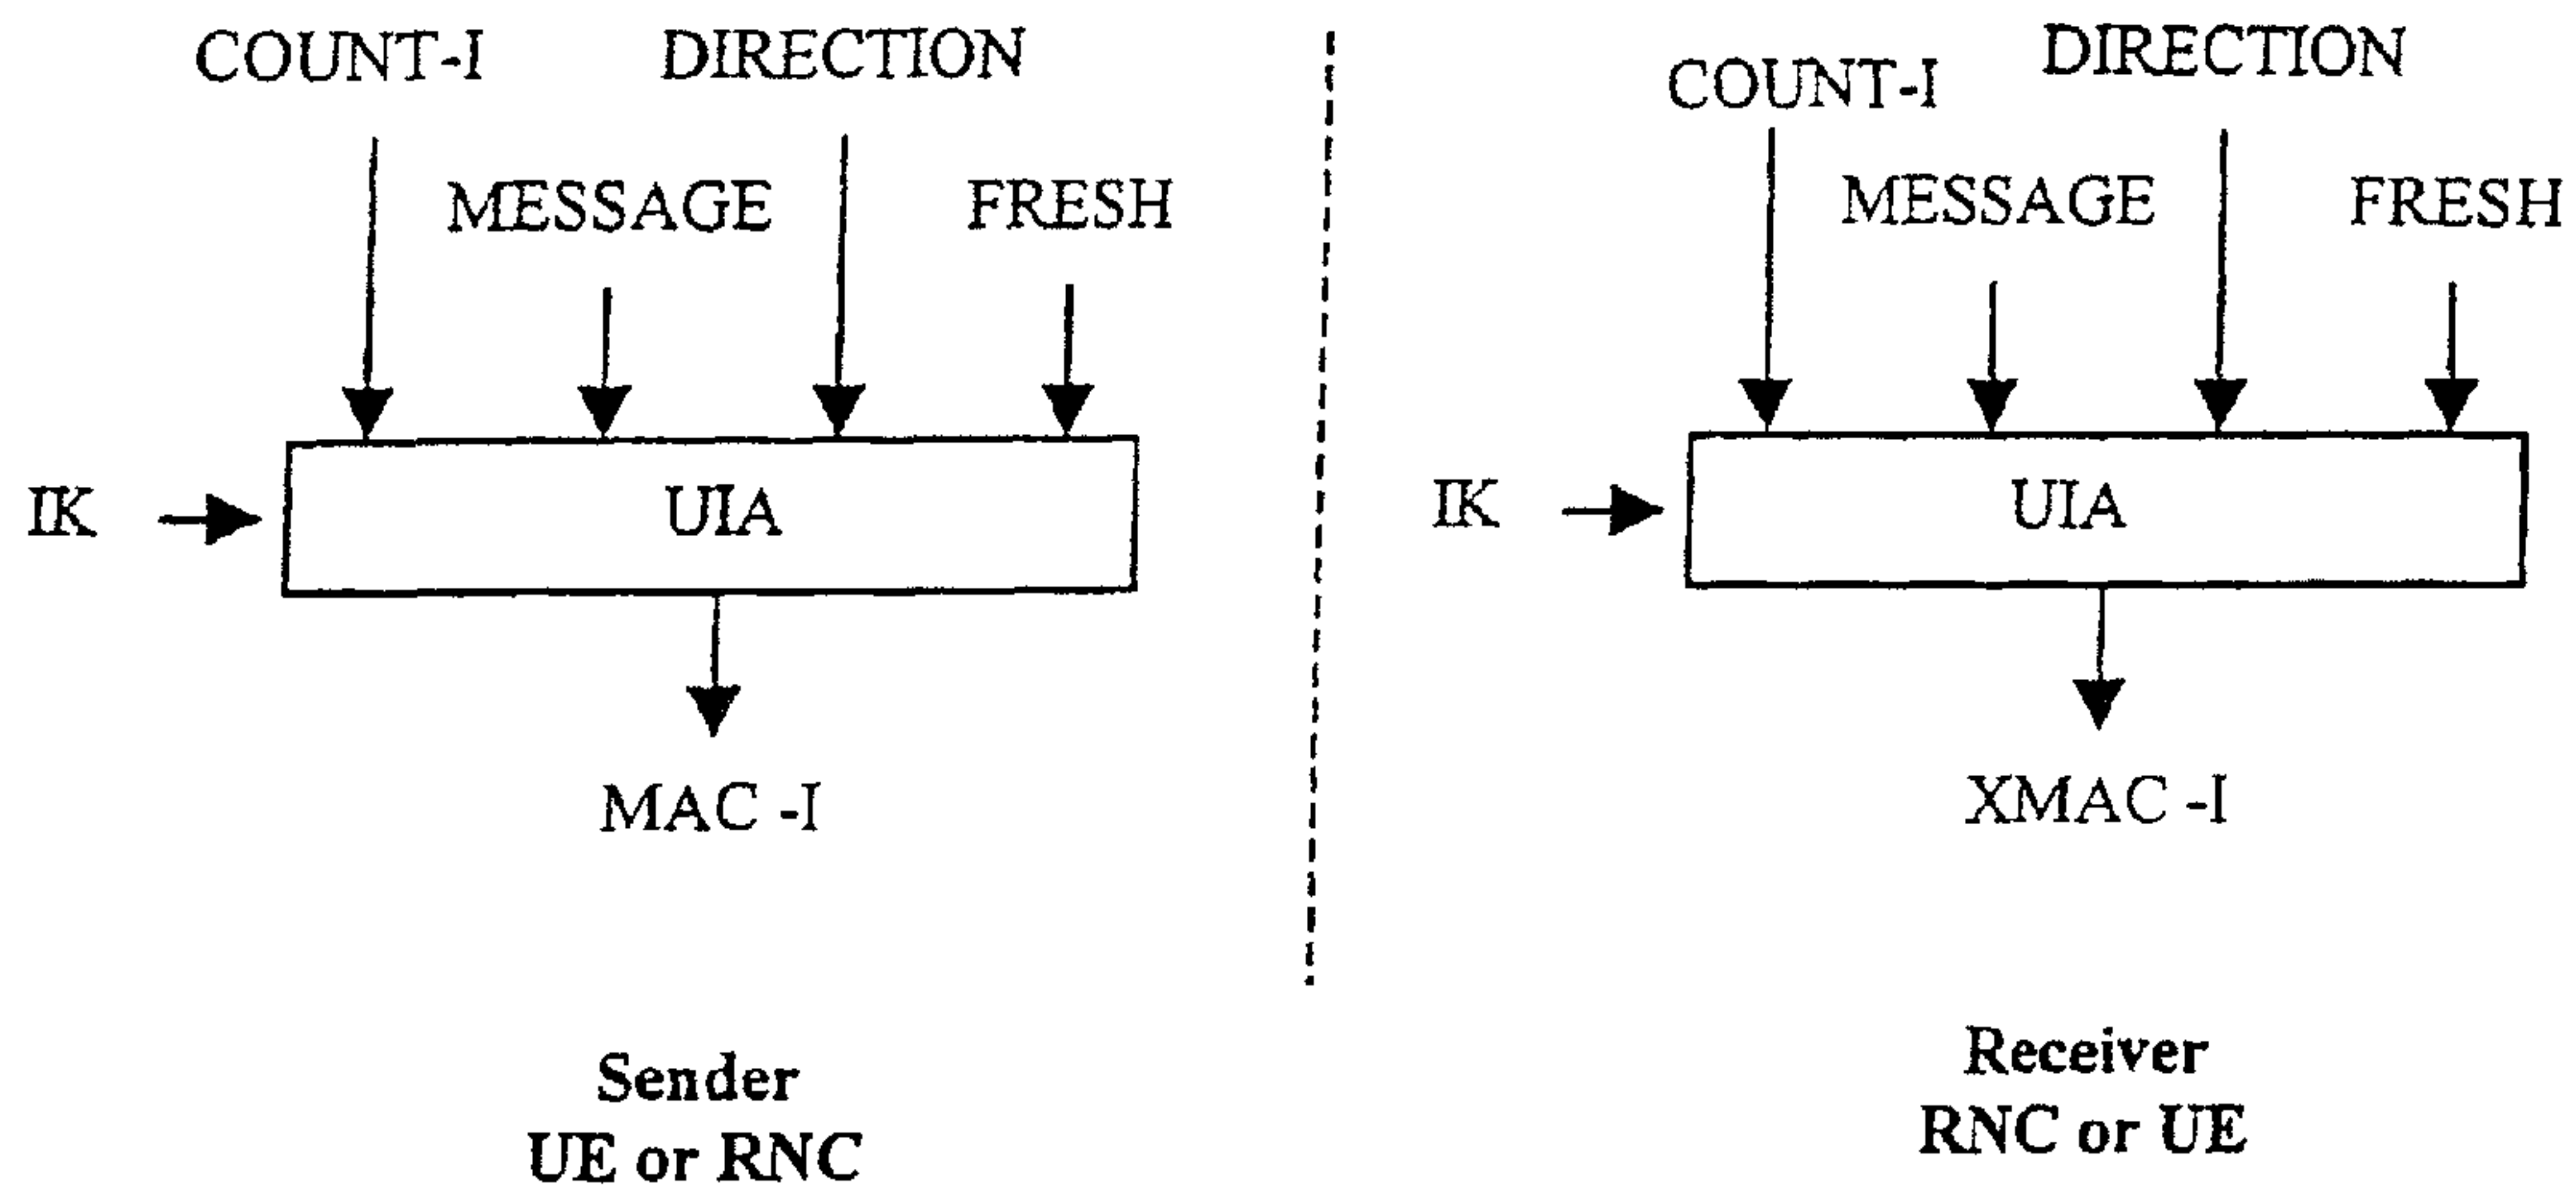 COUNT-I DIRECTION
MESSAGE FRESH
IK UIA
MAC -I
Sender
UE or RNC
COUNT-I DIRECTION
MESSAGE FRESH
IK UIA
XMAC -I
Receiver
RNC or UE